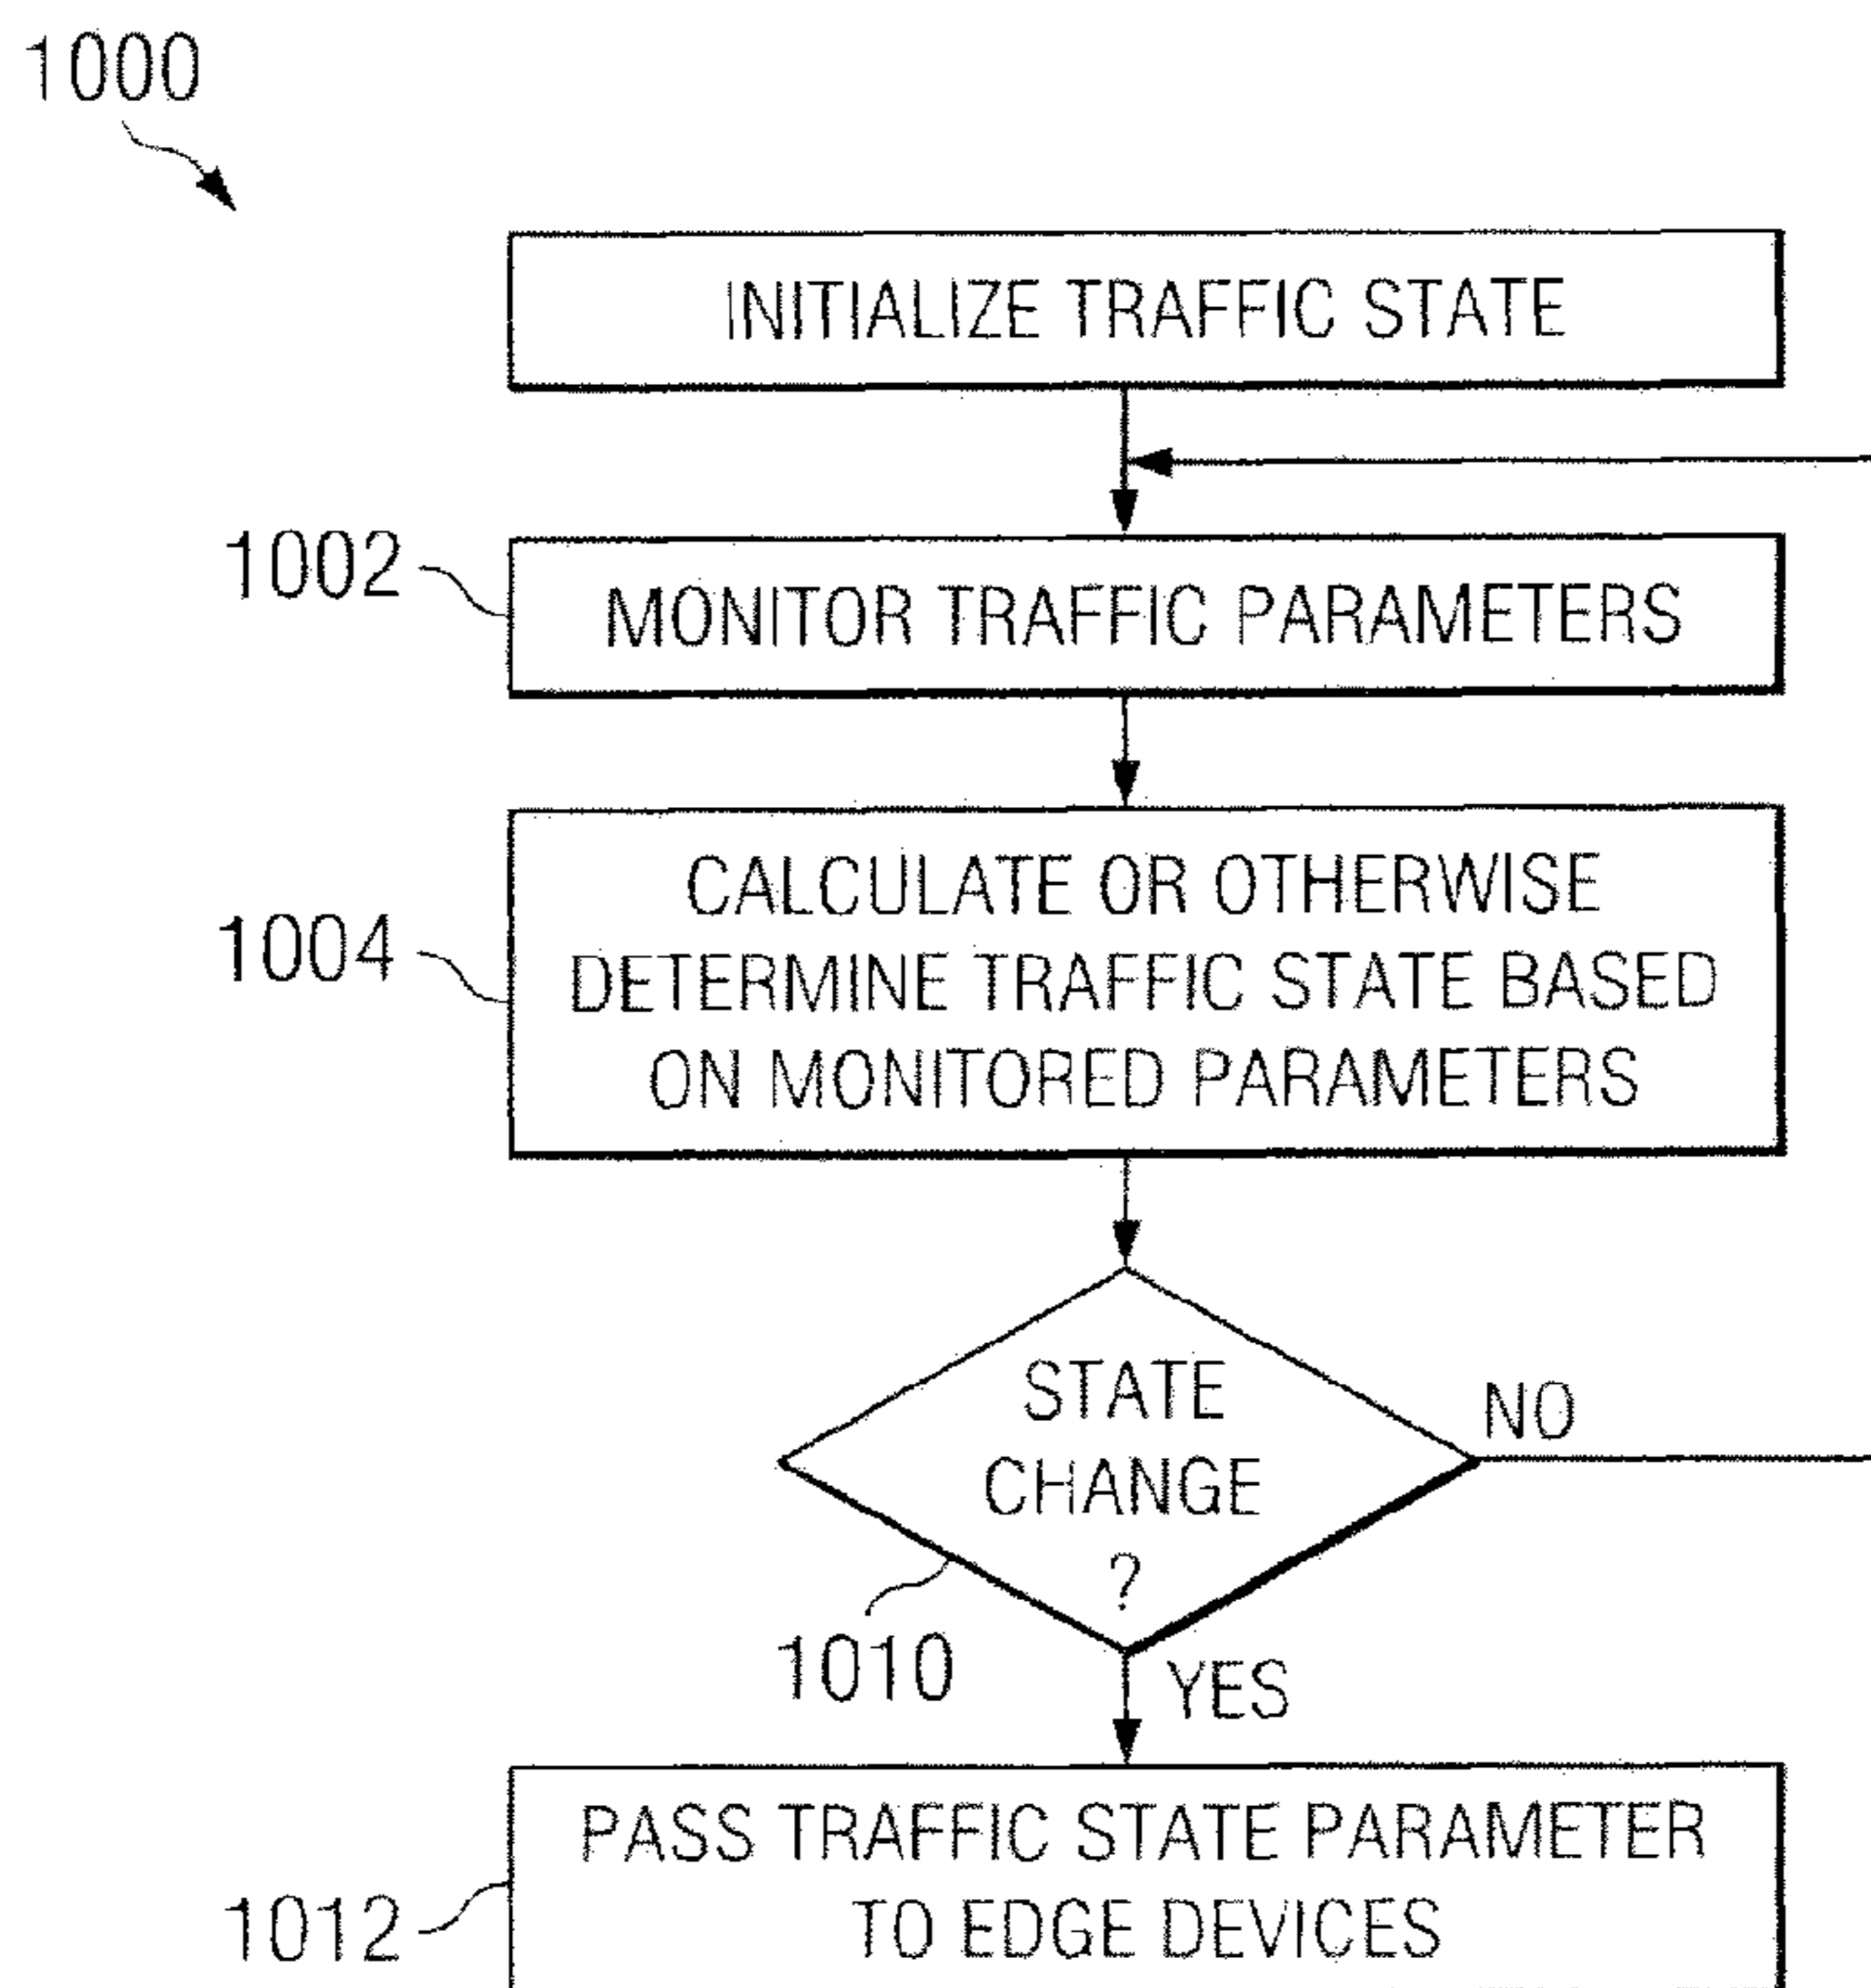 1000
INITIALIZE TRAFFIC STATE
1002
MONITOR TRAFFIC PARAMETERS
1004
CALCULATE OR OTHERWISE
DETERMINE TRAFFIC STATE BASED
ON MONITORED PARAMETERS
STATE
CHANGE
?
NO
1010
YES
PASS TRAFFIC STATE PARAMETER
TO EDGE DEVICES
1012